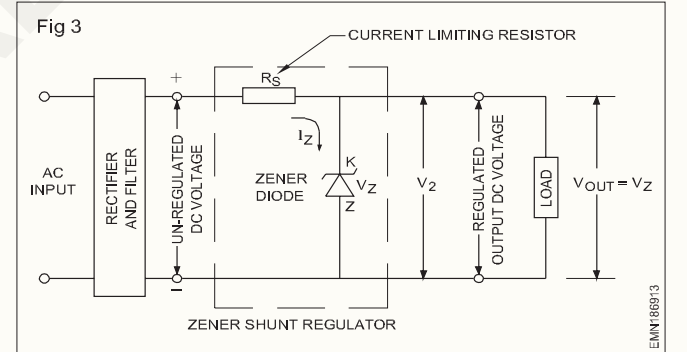 Fig 3
CURRENT LIMITING RESISTOR
+
RS
IZ
AC
INPUT
RECTIFIER
AND FILTER
UN-REGULATED
DC VOLTAGE
ZENER
DIODE
K
VZ
Z
V2
REGULATED
OUTPUT DC VOLTAGE
LOAD
VOUT = VZ
–
ZENER SHUNT REGULATOR
EMN186913